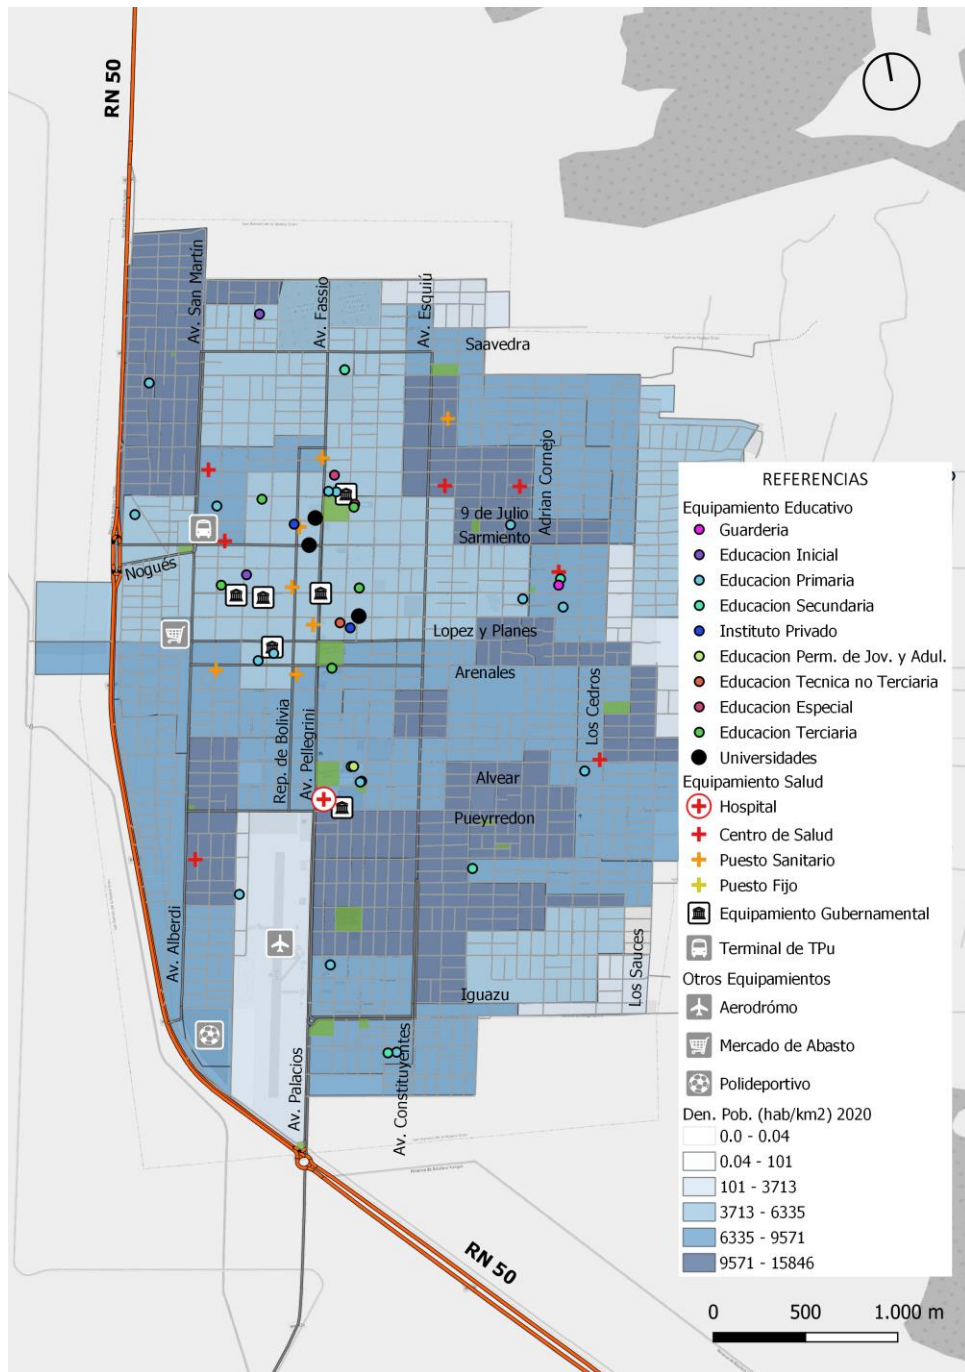 RN 50
Av. San Martín
Av. Fassio
Av. Esquiú
Saavedra
Adrian Cornejo
9 de Julio
Sarmiento
Nogués
Lopez y Planes
Arenales
Los Cedros
Rep. de Bolivia
Av. Pellegrini
Alvear
Pueyrredon
Av. Alberdi
Los Sauces
Iguazu
Av. Palacios
Av. Constituyentes
RN 50
REFERENCIAS
Equipamiento Educativo
Guarderia
Educacion Inicial
Educacion Primaria
Educacion Secundaria
Instituto Privado
Educacion Perm. de Jov. y Adul.
Educacion Tecnica no Terciaria
Educacion Especial
Educacion Terciaria
Universidades
Equipamiento Salud
Hospital
Centro de Salud
Puesto Sanitario
Puesto Fijo
Equipamiento Gubernamental
Terminal de TPu
Otros Equipamientos
Aerodrómo
Mercado de Abasto
Polideportivo
Den. Pob. (hab/km2) 2020
0.0 - 0.04
0.04 - 101
101 - 3713
3713 - 6335
6335 - 9571
9571 - 15846
0 500 1.000 m